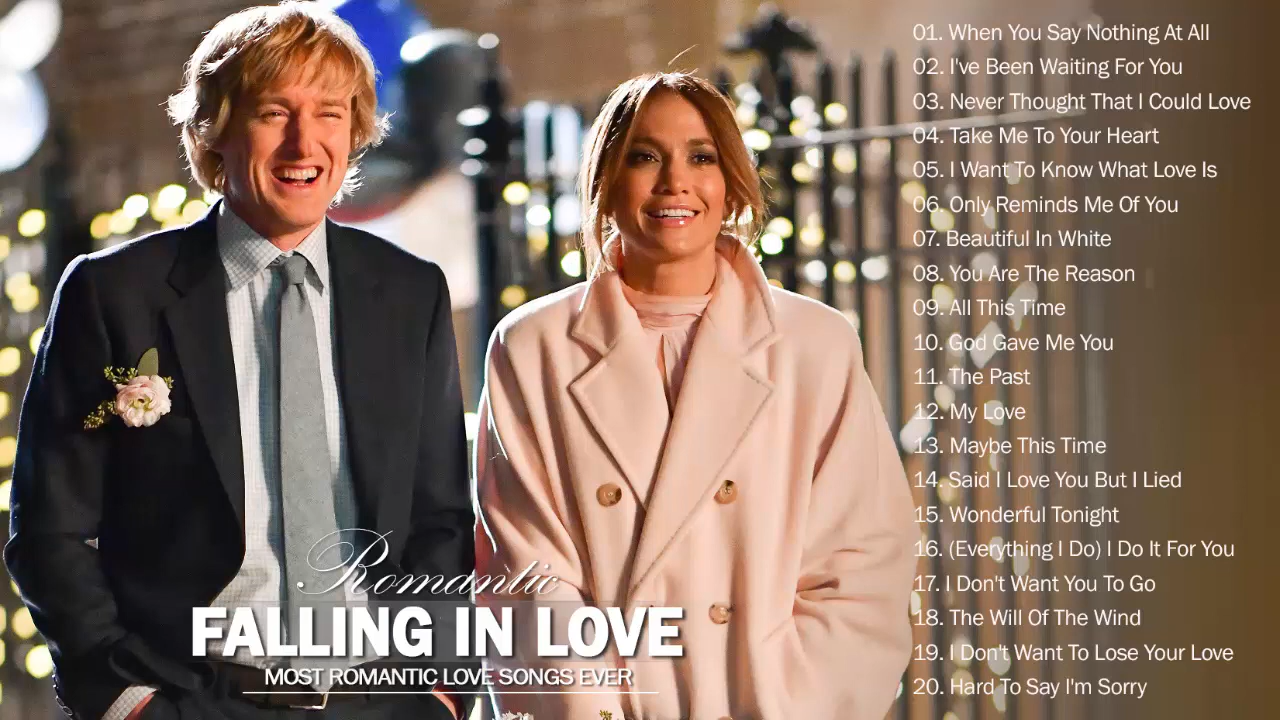 Romantic
FALLING IN LOVE
MOST ROMANTIC LOVE SONGS EVER
01. When You Say Nothing At All
02. I've Been Waiting For You
03. Never Thought That I Could Love
04. Take Me To Your Heart
05. I Want To Know What Love Is
06. Only Reminds Me Of You
07. Beautiful In White
08. You Are The Reason
09. All This Time
10. God Gave Me You
11. The Past
12. My Love
13. Maybe This Time
14. Said I Love You But I Lied
15. Wonderful Tonight
16. (Everything I Do) I Do It For You
17. I Don't Want You To Go
18. The Will Of The Wind
19. I Don't Want To Lose Your Love
20. Hard To Say I'm Sorry